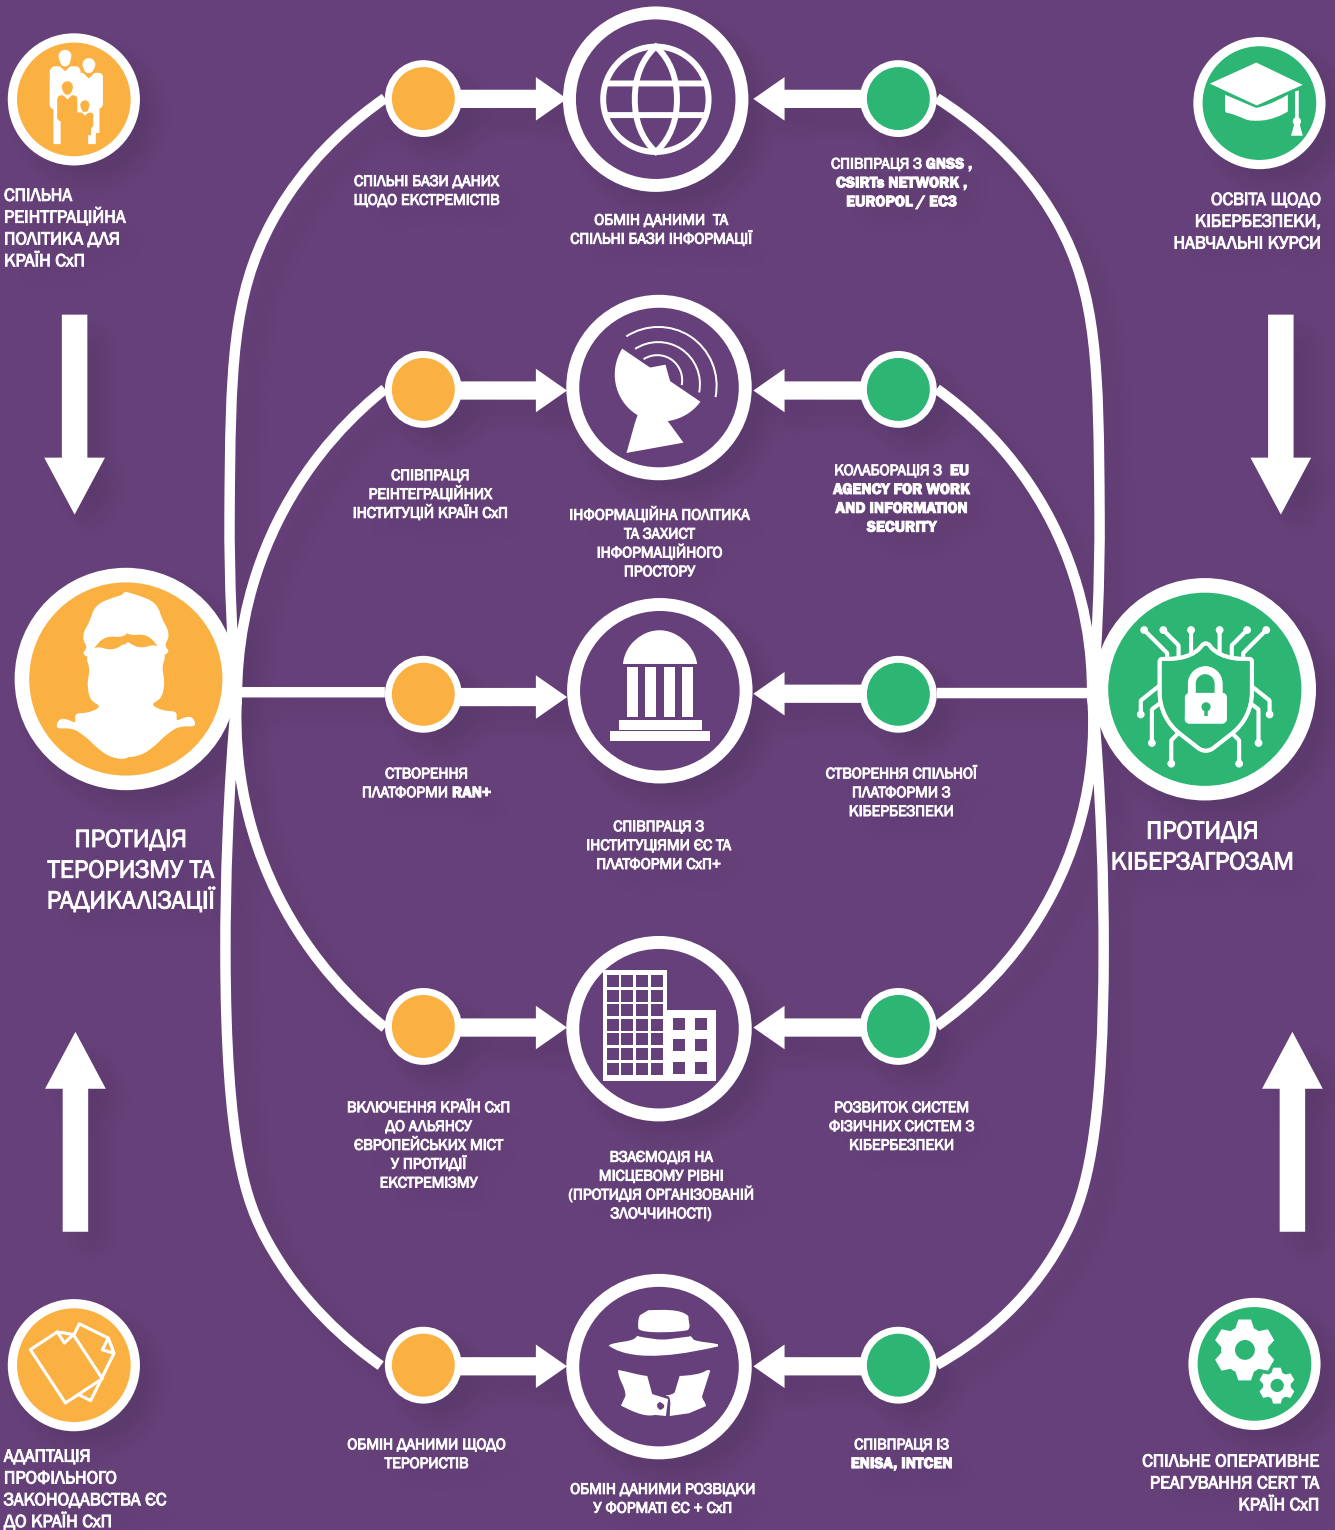 СПІЛЬНА
РЕІНТГРАЦІЙНА
ПОЛІТИКА ДЛЯ
КРАЇН СхП
СПІЛЬНІ БАЗИ ДАНИХ
ЩОДО ЕКСТРЕМІСТІВ
ОБМІН ДАНИМИ ТА
СПІЛЬНІ БАЗИ ІНФОРМАЦІЇ
СПІВПРАЦЯ З GNSS ,
CSIRTs NETWORK ,
EUROPOL / EC3
ОСВІТА ЩОДО
КІБЕРБЕЗПЕКИ,
НАВЧАЛЬНІ КУРСИ
СПІВПРАЦЯ
РЕІНТЕГРАЦІЙНИХ
ІНСТИТУЦІЙ КРАЇН СхП
ІНФОРМАЦІЙНА ПОЛІТИКА
ТА ЗАХИСТ
ІНФОРМАЦІЙНОГО
ПРОСТОРУ
КОЛАБОРАЦІЯ З EU
AGENCY FOR WORK
AND INFORMATION
SECURITY
ПРОТИДІЯ
ТЕРОРИЗМУ ТА
РАДИКАЛІЗАЦІЇ
СТВОРЕННЯ
ПЛАТФОРМИ RAN+
СПІВПРАЦЯ З
ІНСТИТУЦІЯМИ ЄС ТА
ПЛАТФОРМИ СхП+
СТВОРЕННЯ СПІЛЬНОЇ
ПЛАТФОРМИ З
КІБЕРБЕЗПЕКИ
ПРОТИДІЯ
КІБЕРЗАГРОЗАМ
ВКЛЮЧЕННЯ КРАЇН СхП
ДО АЛЬЯНСУ
ЄВРОПЕЙСЬКИХ МІСТ
У ПРОТИДІЇ
ЕКСТРЕМІЗМУ
ВЗАЄМОДІЯ НА
МІСЦЕВОМУ РІВНІ
(ПРОТИДІЯ ОРГАНІЗОВАНІЙ
ЗЛОЧЧИНОСТІ)
РОЗВИТОК СИСТЕМ
ФІЗИЧНИХ СИСТЕМ З
КІБЕРБЕЗПЕКИ
АДАПТАЦІЯ
ПРОФІЛЬНОГО
ЗАКОНОДАВСТВА ЄС
ДО КРАЇН СхП
ОБМІН ДАНИМИ ЩОДО
ТЕРОРИСТІВ
ОБМІН ДАНИМИ РОЗВІДКИ
У ФОРМАТІ ЄС + СхП
СПІВПРАЦЯ ІЗ
ENISA, INTCEN
СПІЛЬНЕ ОПЕРАТИВНЕ
РЕАГУВАННЯ CERT ТА
КРАЇН СхП